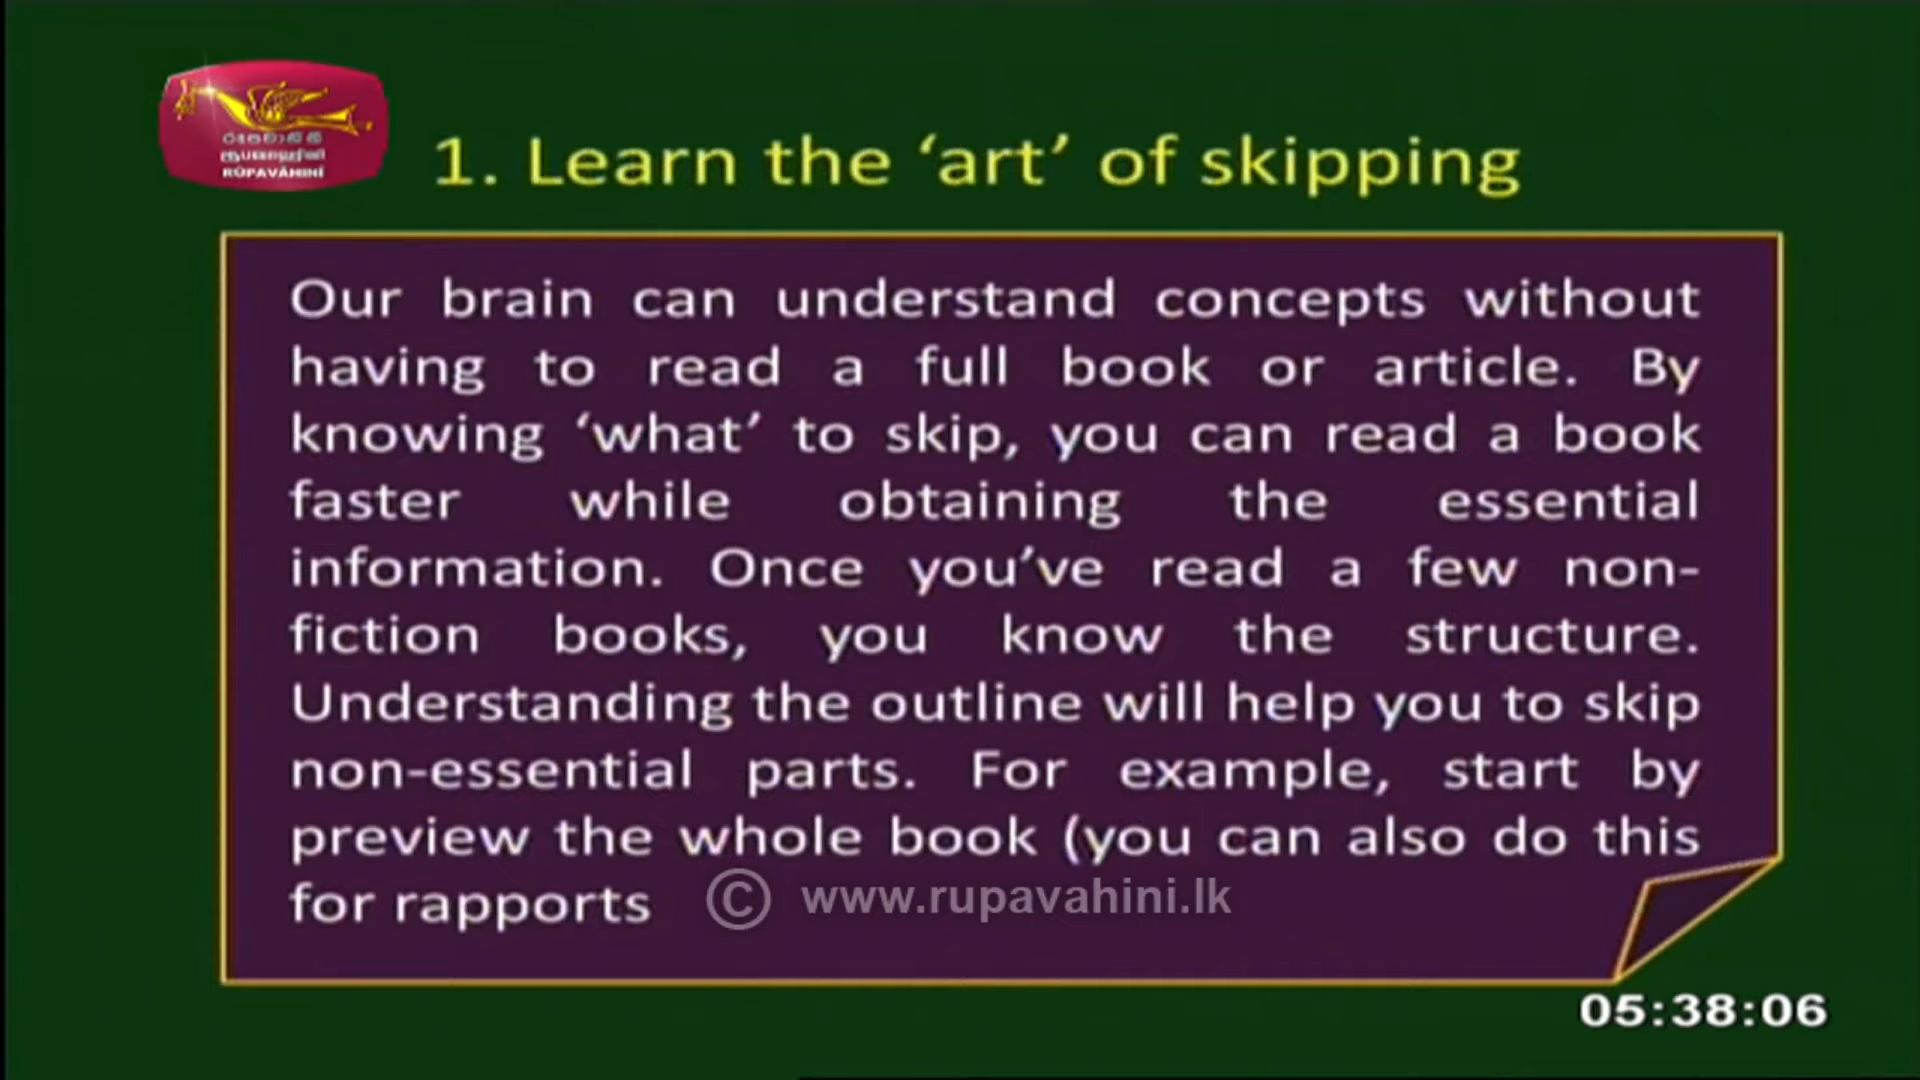 RŪPAVĀHINĪ
1. Learn the ‘art’ of skipping
Our brain can understand concepts without
having to read a full book or article. By
knowing ‘what’ to skip, you can read a book
faster while obtaining the essential
information. Once you’ve read a few non-
fiction books, you know the structure.
Understanding the outline will help you to skip
non-essential parts. For example, start by
preview the whole book (you can also do this
for rapports
© www.rupavahini.lk
05:38:06